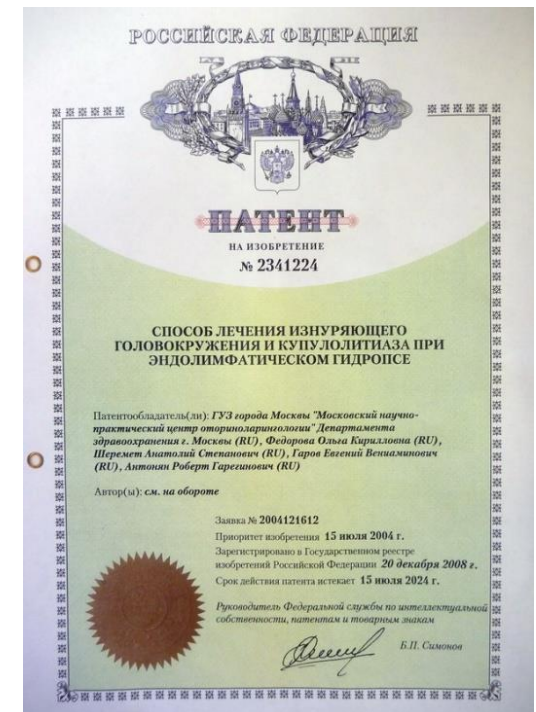 РОССИЙСКАЯ ФЕДЕРАЦИЯ
ПАТЕНТ
НА ИЗОБРЕТЕНИЕ
№ 2341224
СПОСОБ ЛЕЧЕНИЯ ИЗНУРЯЮЩЕГО
ГОЛОВОКРУЖЕНИЯ И КУПУЛОЛИТИАЗА ПРИ
ЭНДОЛИМФАТИЧЕСКОМ ГИДРОПСЕ
Патентообладатель(ли): ГУЗ города Москвы "Московский научно-
практический центр оториноларингологии" Департамента
здравоохранения г. Москвы (RU), Федорова Ольга Кирилловна (RU),
Шеремет Анатолий Степанович (RU), Гаров Евгений Вениаминович
(RU), Антонян Роберт Гарегинович (RU)
Автор(ы): см. на обороте
Заявка № 2004121612
Приоритет изобретения 15 июля 2004 г.
Зарегистрировано в Государственном реестре
изобретений Российской Федерации 20 декабря 2008 г.
Срок действия патента истекает 15 июля 2024 г.
Руководитель Федеральной службы по интеллектуальной
собственности, патентам и товарным знакам
Б.П. Симонов